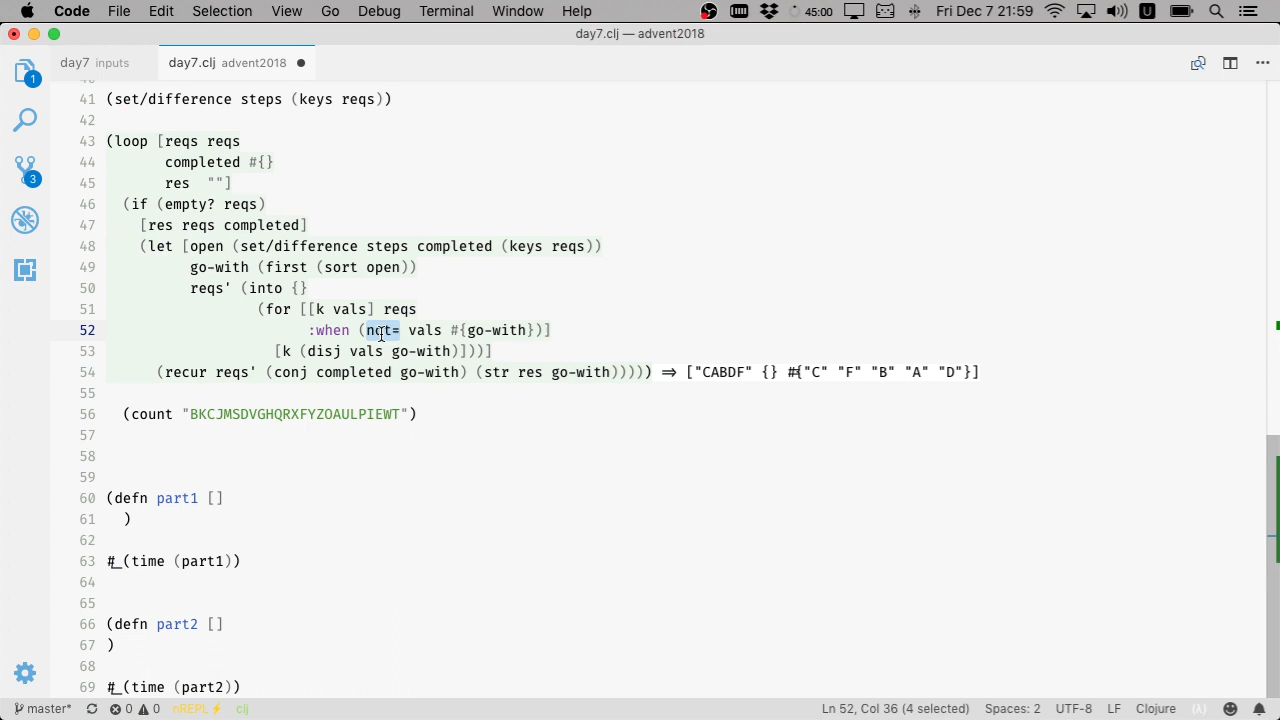 Code File Edit Selection View Go Debug Terminal Window Help 45:00 Fri Dec 7 21:59
day7.clj — advent2018
day7 inputs day7.clj advent2018
41 (set/difference steps (keys reqs))
42
43 (loop [reqs reqs
44 completed #{}
45 res ""]
46 (if (empty? reqs)
47 [res reqs completed]
48 (let [open (set/difference steps completed (keys reqs))
49 go-with (first (sort open))
50 reqs' (into {}
51 (for [[k vals] reqs
52 :when (not= vals #{go-with})]
53 [k (disj vals go-with)]))]
54 (recur reqs' (conj completed go-with) (str res go-with))))) => ["CABDF" {} #{"C" "F" "B" "A" "D"}]
55
56 (count "BKCJMSDVGHQRXFYZOAULPIEWT")
57
58
59
60 (defn part1 []
61 )
62
63 #_(time (part1))
64
65
66 (defn part2 []
67 )
68
69 #_(time (part2))
1
3
master* 0 0 nREPL clj Ln 52, Col 36 (4 selected) Spaces: 2 UTF-8 LF Clojure (λ)